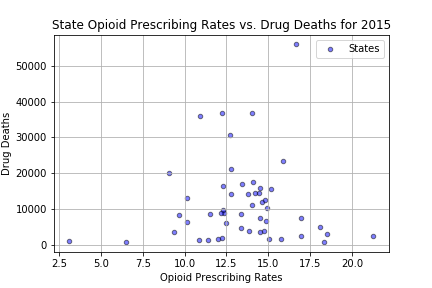 State Opioid Prescribing Rates vs. Drug Deaths for 2015
States
50000
40000
30000
20000
10000
0
Drug Deaths
2.5 5.0 7.5 10.0 12.5 15.0 17.5 20.0
Opioid Prescribing Rates